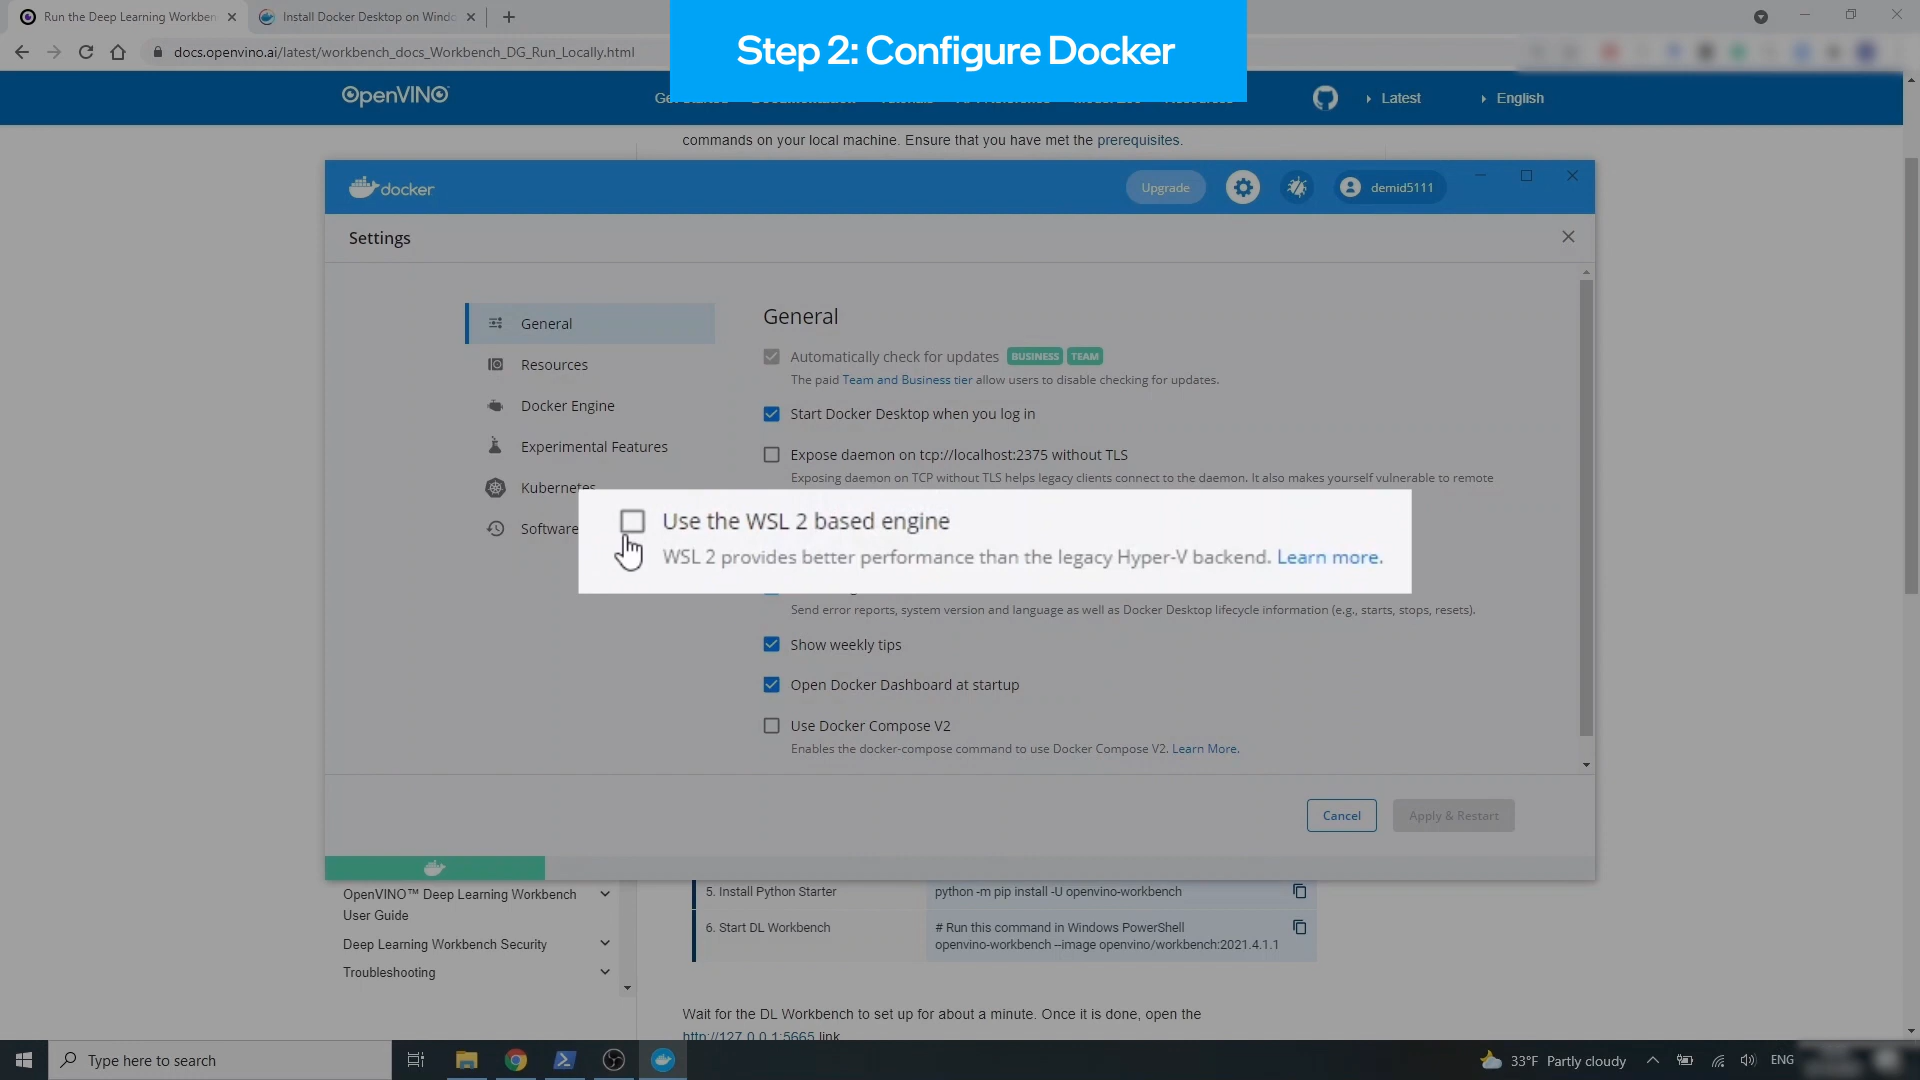 Run the Deep Learning Workben
Install Docker Desktop on Windo
Step 2: Configure Docker
docs.openvino.ai/latest/workbench_docs_Workbench_DG_Run_Locally.html
OpenVINO
Latest
English
commands on your local machine. Ensure that you have met the prerequisites.
docker
Upgrade
demid5111
Settings
General
Resources
Docker Engine
Experimental Features
Kubernetes
Software
General
Automatically check for updates BUSINESS TEAM
The paid Team and Business tier allow users to disable checking for updates.
Start Docker Desktop when you log in
Expose daemon on tcp://localhost:2375 without TLS
Exposing daemon on TCP without TLS helps legacy clients connect to the daemon. It also makes yourself vulnerable to remote
Use the WSL 2 based engine
WSL 2 provides better performance than the legacy Hyper-V backend. Learn more.
Send error reports, system version and language as well as Docker Desktop lifecycle information (e.g., starts, stops, resets).
Show weekly tips
Open Docker Dashboard at startup
Use Docker Compose V2
Enables the docker-compose command to use Docker Compose V2. Learn More.
Cancel
Apply & Restart
OpenVINO™ Deep Learning Workbench
User Guide
Deep Learning Workbench Security
Troubleshooting
5. Install Python Starter
python -m pip install -U openvino-workbench
6. Start DL Workbench
# Run this command in Windows PowerShell
openvino-workbench --image openvino/workbench:2021.4.1.1
Wait for the DL Workbench to set up for about a minute. Once it is done, open the
http://127.0.0.1:5665 link
Type here to search
33°F Partly cloudy
ENG